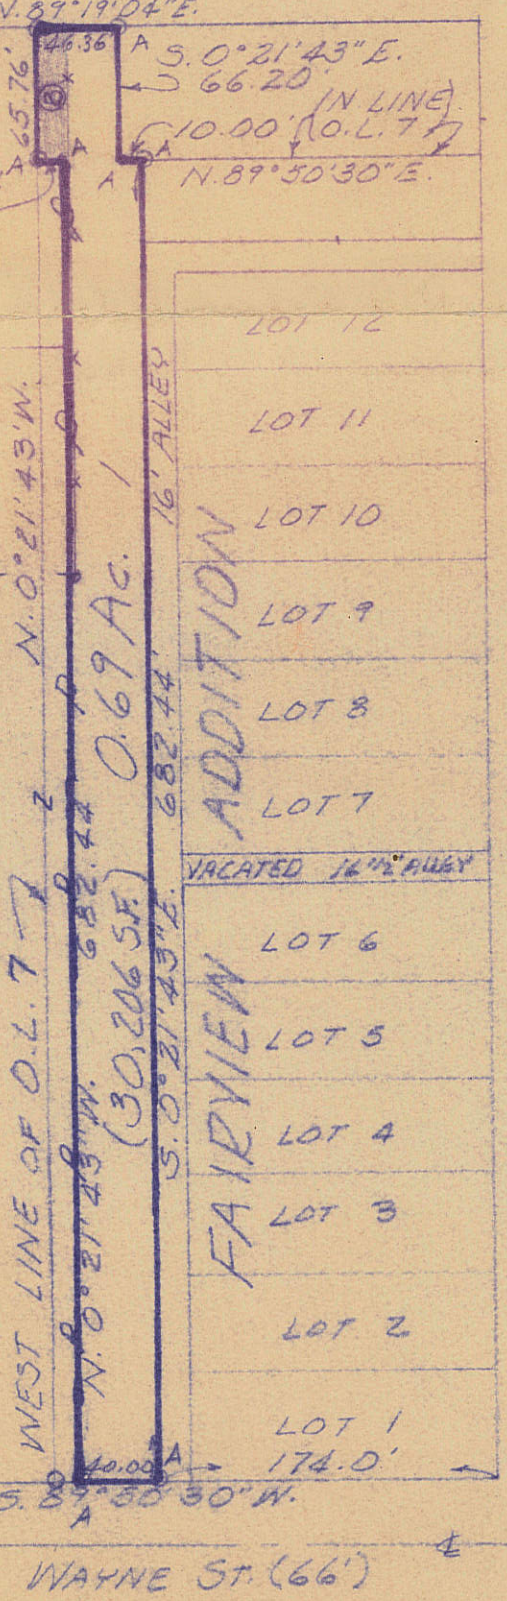 N.89°19'04"E.
46.36
A
65.76'
B
S.0°21'43"E.
66.20'
(N LINE)
10.00'
(O.L. 7)
A
A
A
A
N.89°50'30"E.
LOT 12
LOT 11
16' ALLEY
LOT 10
N.0°21'43"W.
0.69 Ac.
ADDITION
LOT 9
LOT 8
682.44'
LOT 7
VACATED 16 1/2' ALLEY
682.44
(30,206 S.F.)
LOT 6
WEST LINE OF O.L. 7
S.0°21'43"E.
LOT 5
FAIRVIEW
LOT 4
N.0°21'43"W.
LOT 3
LOT 2
LOT 1
40.00
A
174.0'
S.89°50'30"W.
A
WAYNE ST. (66')